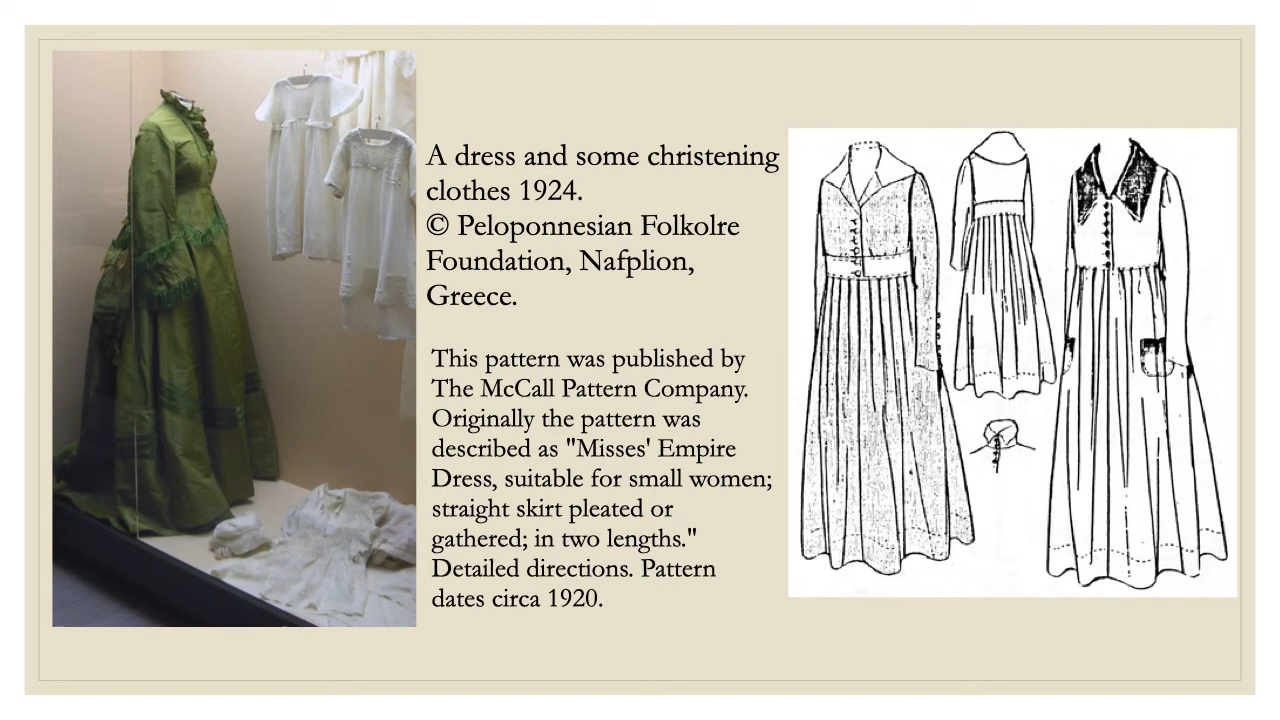 A dress and some christening
clothes 1924.
© Peloponnesian Folkolre
Foundation, Nafplion,
Greece.
This pattern was published by
The McCall Pattern Company.
Originally the pattern was
described as "Misses' Empire
Dress, suitable for small women;
straight skirt pleated or
gathered; in two lengths."
Detailed directions. Pattern
dates circa 1920.